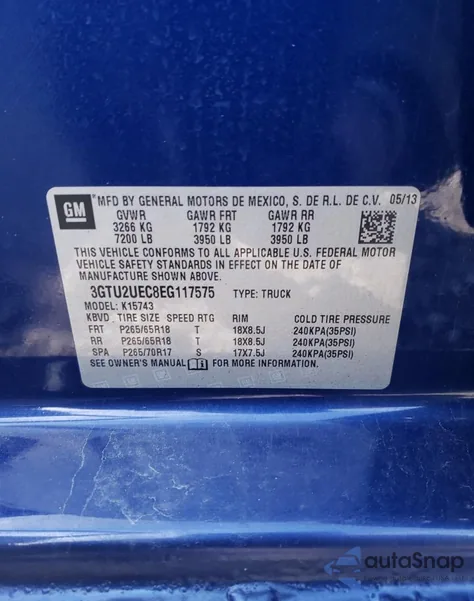 GM
MFD BY GENERAL MOTORS DE MEXICO, S. DE R.L. DE C.V. 05/13
GVWR GAWR FRT GAWR RR
3266 KG 1792 KG 1792 KG
7200 LB 3950 LB 3950 LB
THIS VEHICLE CONFORMS TO ALL APPLICABLE U.S. FEDERAL MOTOR
VEHICLE SAFETY STANDARDS IN EFFECT ON THE DATE OF
MANUFACTURE SHOWN ABOVE.
3GTU2UEC8EG117575 TYPE: TRUCK
MODEL: K15743
KBVD TIRE SIZE SPEED RTG RIM COLD TIRE PRESSURE
FRT P265/65R18 T 18X8.5J 240KPA(35PSI)
RR P265/65R18 T 18X8.5J 240KPA(35PSI)
SPA P265/70R17 S 17X7.5J 240KPA(35PSI)
SEE OWNER'S MANUAL FOR MORE INFORMATION.
autoSnap